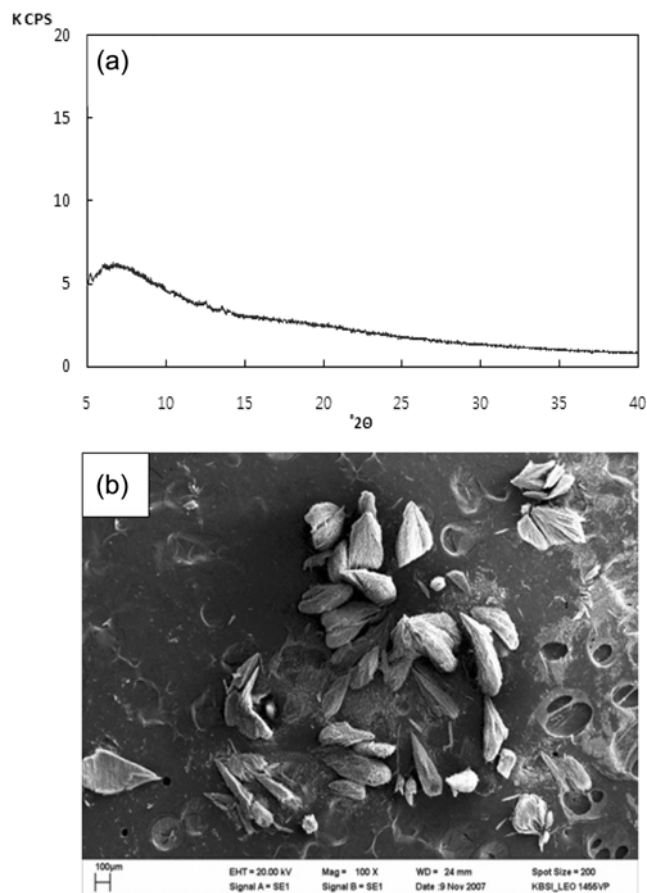 K CPS
20
(a)
15
10
5
0
5 10 15 20 25 30 35 40
°2Θ
(b)
100µm
EHT = 20.00 kV Mag = 100 X WD = 24 mm Spot Size = 200
Signal A = SE1 Signal B = SE1 Date :9 Nov 2007 KBSI_LEO 1455VP